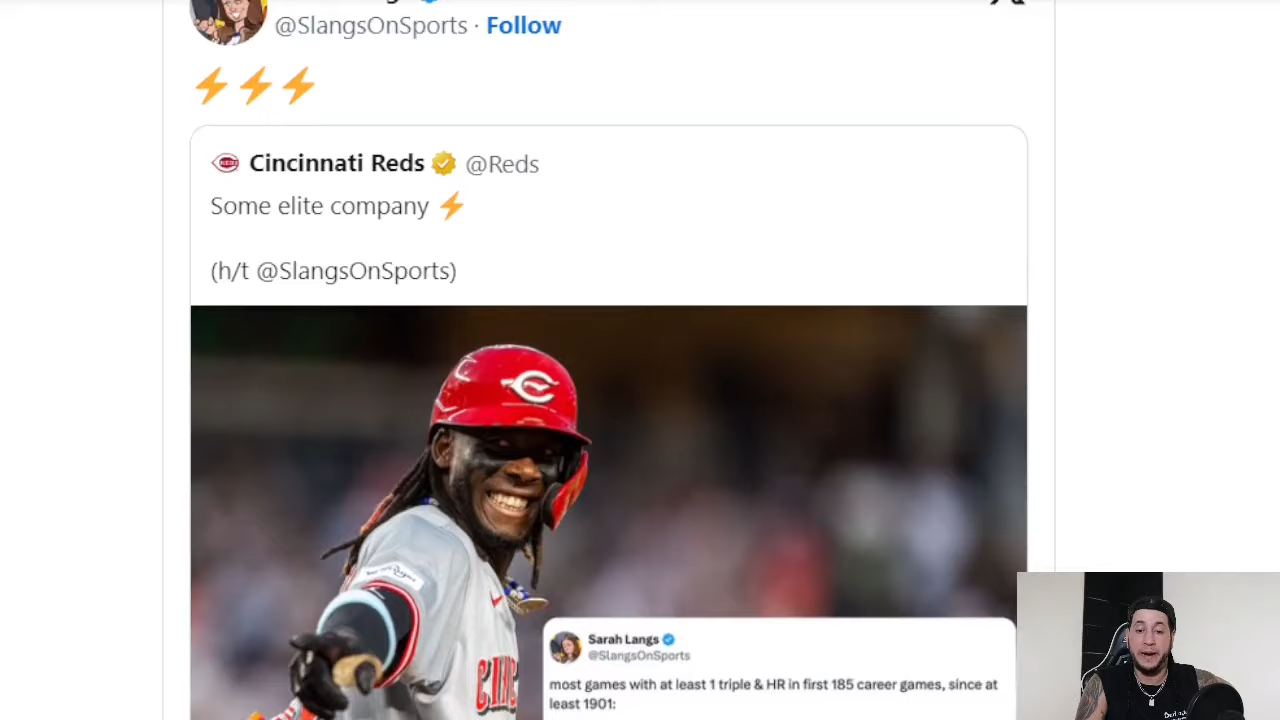 @SlangsOnSports · Follow
⚡⚡⚡
REDS Cincinnati Reds @Reds
Some elite company ⚡
(h/t @SlangsOnSports)
Sarah Langs
@SlangsOnSports
most games with at least 1 triple & HR in first 185 career games, since at
least 1901: